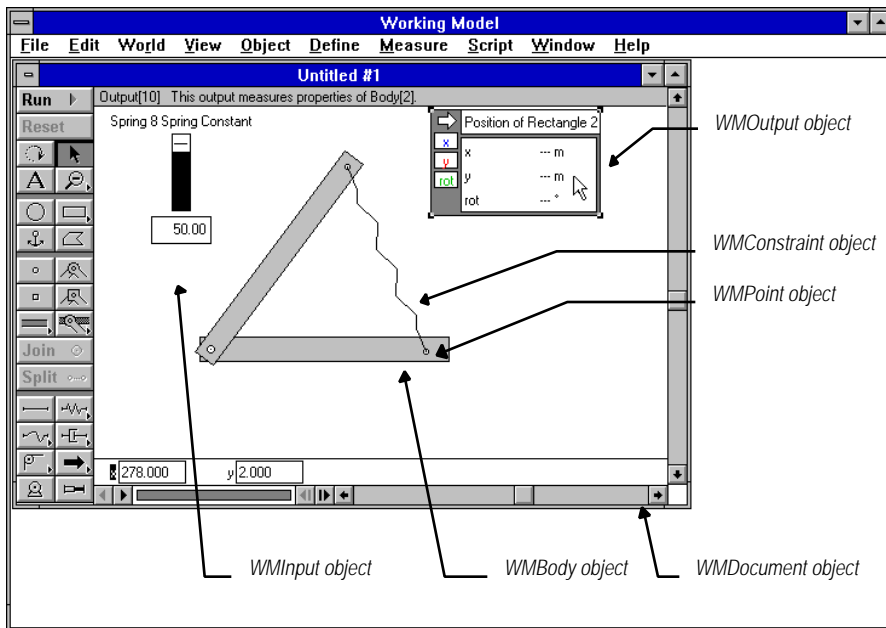 Working Model
File Edit World View Object Define Measure Script Window Help
Untitled #1
Run
Output[10] This output measures properties of Body[2].
Reset
Spring 8 Spring Constant
50.00
Position of Rectangle 2
x
y
rot
x --- m
y --- m
rot --- °
A
Join
Split
x 278.000 y 2.000
WMOutput object
WMConstraint object
WMPoint object
WMInput object WMBody object WMDocument object